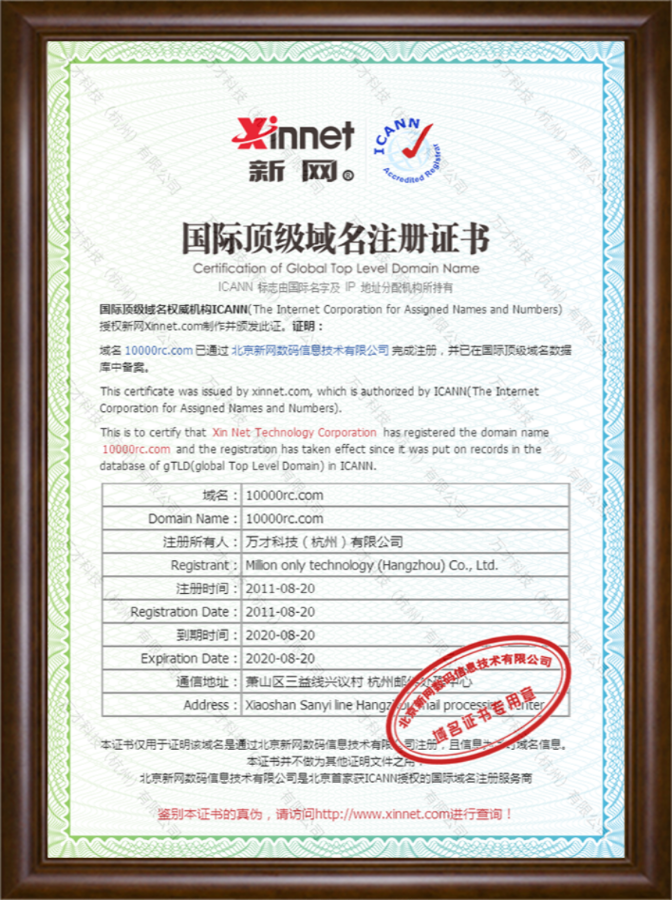 Xinnet
新网®
ICANN
Accredited Registrar
国际顶级域名注册证书
Certification of Global Top Level Domain Name
ICANN 标志由国际名字及 IP 地址分配机构所持有
国际顶级域名权威机构ICANN(The Internet Corporation for Assigned Names and Numbers)
授权新网Xinnet.com制作并颁发此证。证明：
域名 10000rc.com 已通过 北京新网数码信息技术有限公司 完成注册，并已在国际顶级域名数据
库中备案。
This certificate was issued by xinnet.com, which is authorized by ICANN(The Internet
Corporation for Assigned Names and Numbers).
This is to certify that Xin Net Technology Corporation has registered the domain name
10000rc.com and the registration has taken effect since it was put on records in the
database of gTLD(global Top Level Domain) in ICANN.
域名： 10000rc.com
Domain Name： 10000rc.com
注册所有人： 万才科技（杭州）有限公司
Registrant： Million only technology (Hangzhou) Co., Ltd.
注册时间： 2011-08-20
Registration Date： 2011-08-20
到期时间： 2020-08-20
Expiration Date： 2020-08-20
通信地址： 萧山区三益线兴议村 杭州邮件处理中心
Address： Xiaoshan Sanyi line Hangzhou mail processing center
北京新网数码信息技术有限公司
域名证书专用章
本证书仅用于证明该域名是通过北京新网数码信息技术有限公司注册，且信息 域名信息。
本证书并不做为其他证明文件之用。
北京新网数码信息技术有限公司是北京首家获ICANN授权的国际域名注册服务商
鉴别本证书的真伪，请访问http://www.xinnet.com进行查询！
万才科技（杭州）有限公司